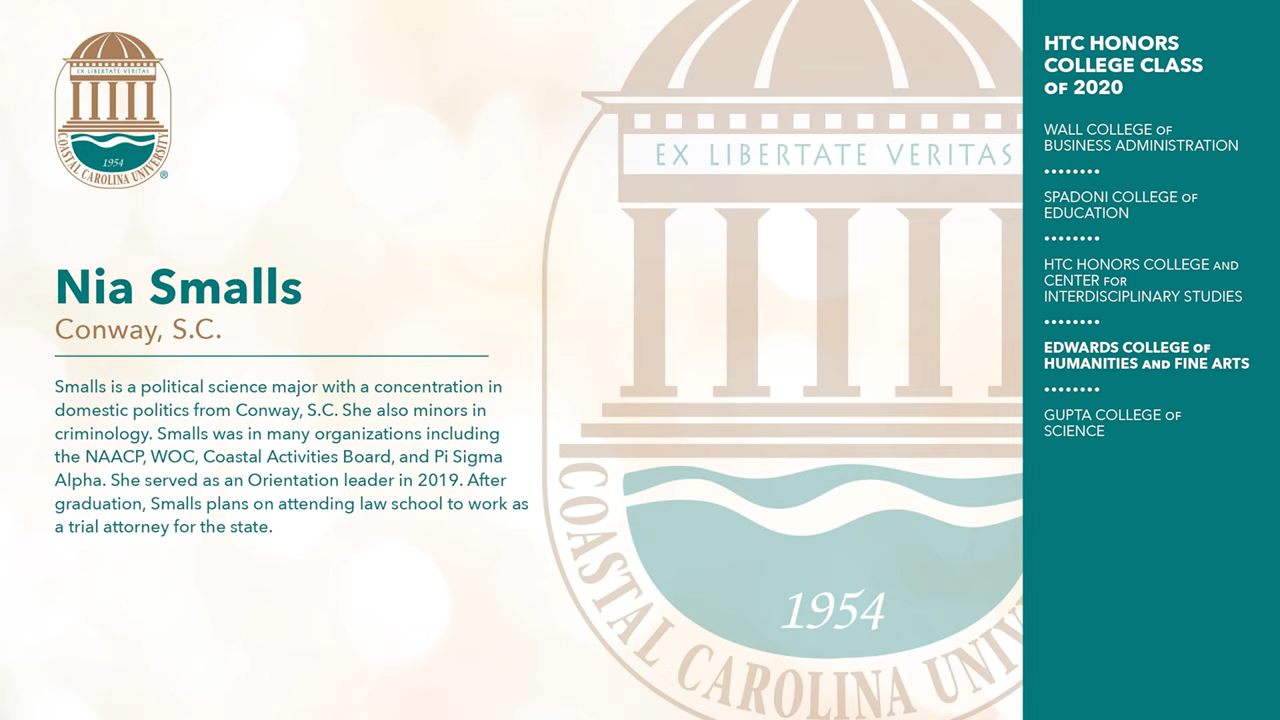 EX LIBERTATE VERITAS
1954
COASTAL CAROLINA UNIVERSITY
®
Nia Smalls
Conway, S.C.
Smalls is a political science major with a concentration in
domestic politics from Conway, S.C. She also minors in
criminology. Smalls was in many organizations including
the NAACP, WOC, Coastal Activities Board, and Pi Sigma
Alpha. She served as an Orientation leader in 2019. After
graduation, Smalls plans on attending law school to work as
a trial attorney for the state.
EX LIBERTATE VERITAS
1954
COASTAL CAROLINA UNIV
HTC HONORS
COLLEGE CLASS
OF 2020
WALL COLLEGE OF
BUSINESS ADMINISTRATION
SPADONI COLLEGE OF
EDUCATION
HTC HONORS COLLEGE AND
CENTER FOR
INTERDISCIPLINARY STUDIES
EDWARDS COLLEGE OF
HUMANITIES AND FINE ARTS
GUPTA COLLEGE OF
SCIENCE